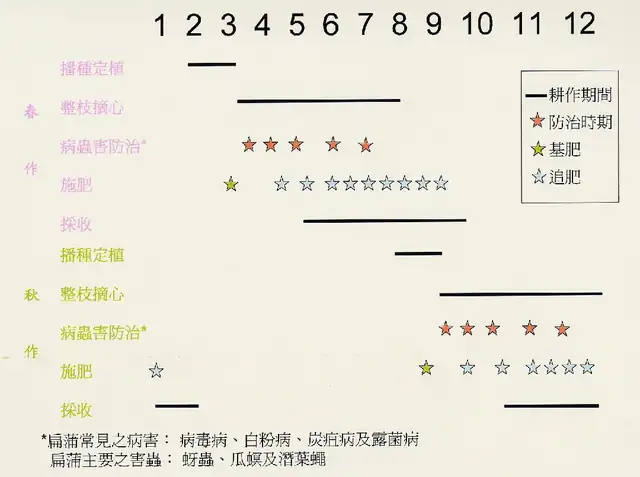 1 2 3 4 5 6 7 8 9 10 11 12
播種定植
春
整枝摘心
病蟲害防治*
作
施肥
採收
播種定植
秋
整枝摘心
病蟲害防治*
作
施肥
採收
耕作期間
防治時期
基肥
追肥
*扁蒲常見之病害：病毒病、白粉病、炭疽病及露菌病
扁蒲主要之害蟲：蚜蟲、瓜螟及潛葉蠅